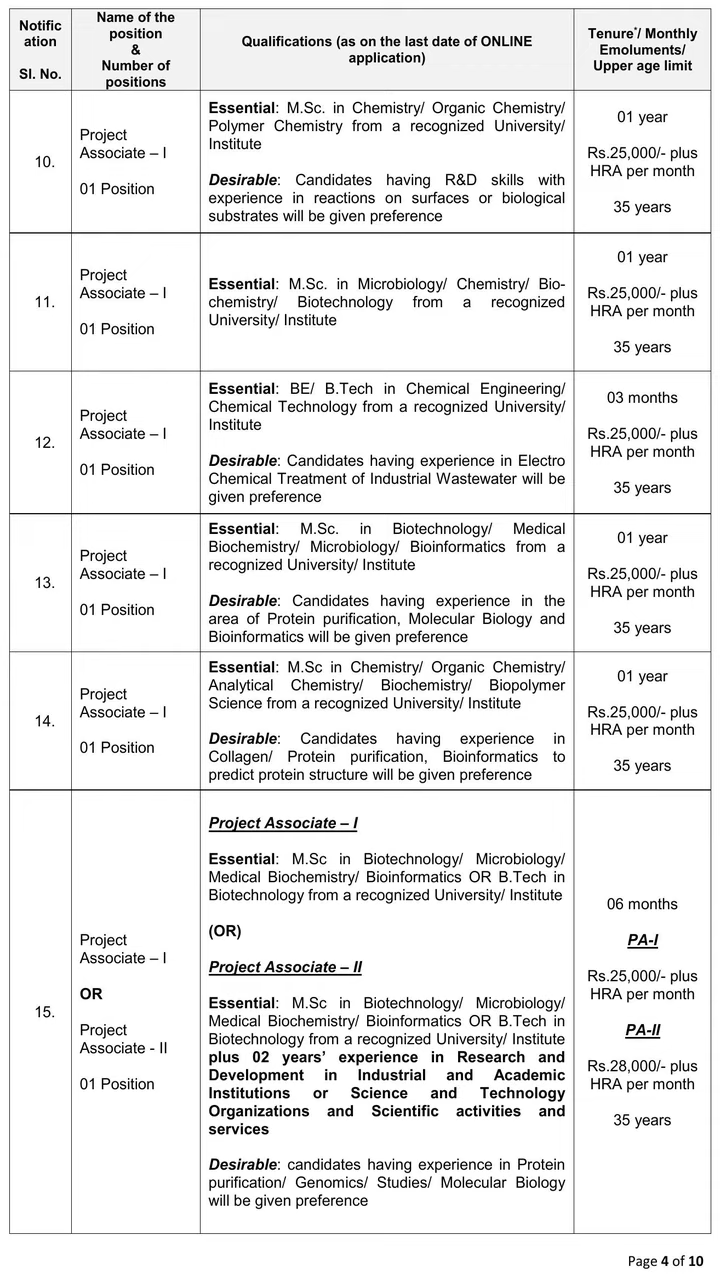 Notific
ation
Sl. No.
Name of the
position
&
Number of
positions
Qualifications (as on the last date of ONLINE
application)
Tenure*/ Monthly
Emoluments/
Upper age limit
10.
Project
Associate – I
01 Position
Essential: M.Sc. in Chemistry/ Organic Chemistry/
Polymer Chemistry from a recognized University/
Institute
Desirable: Candidates having R&D skills with
experience in reactions on surfaces or biological
substrates will be given preference
01 year
Rs.25,000/- plus
HRA per month
35 years
11.
Project
Associate – I
01 Position
Essential: M.Sc. in Microbiology/ Chemistry/ Bio-
chemistry/ Biotechnology from a recognized
University/ Institute
01 year
Rs.25,000/- plus
HRA per month
35 years
12.
Project
Associate – I
01 Position
Essential: BE/ B.Tech in Chemical Engineering/
Chemical Technology from a recognized University/
Institute
Desirable: Candidates having experience in Electro
Chemical Treatment of Industrial Wastewater will be
given preference
03 months
Rs.25,000/- plus
HRA per month
35 years
13.
Project
Associate – I
01 Position
Essential: M.Sc. in Biotechnology/ Medical
Biochemistry/ Microbiology/ Bioinformatics from a
recognized University/ Institute
Desirable: Candidates having experience in the
area of Protein purification, Molecular Biology and
Bioinformatics will be given preference
01 year
Rs.25,000/- plus
HRA per month
35 years
14.
Project
Associate – I
01 Position
Essential: M.Sc in Chemistry/ Organic Chemistry/
Analytical Chemistry/ Biochemistry/ Biopolymer
Science from a recognized University/ Institute
Desirable: Candidates having experience in
Collagen/ Protein purification, Bioinformatics to
predict protein structure will be given preference
01 year
Rs.25,000/- plus
HRA per month
35 years
15.
Project
Associate – I
OR
Project
Associate - II
01 Position
Project Associate – I
Essential: M.Sc in Biotechnology/ Microbiology/
Medical Biochemistry/ Bioinformatics OR B.Tech in
Biotechnology from a recognized University/ Institute
(OR)
Project Associate – II
Essential: M.Sc in Biotechnology/ Microbiology/
Medical Biochemistry/ Bioinformatics OR B.Tech in
Biotechnology from a recognized University/ Institute
plus 02 years’ experience in Research and
Development in Industrial and Academic
Institutions or Science and Technology
Organizations and Scientific activities and
services
Desirable: candidates having experience in Protein
purification/ Genomics/ Studies/ Molecular Biology
will be given preference
06 months
PA-I
Rs.25,000/- plus
HRA per month
PA-II
Rs.28,000/- plus
HRA per month
35 years
Page 4 of 10